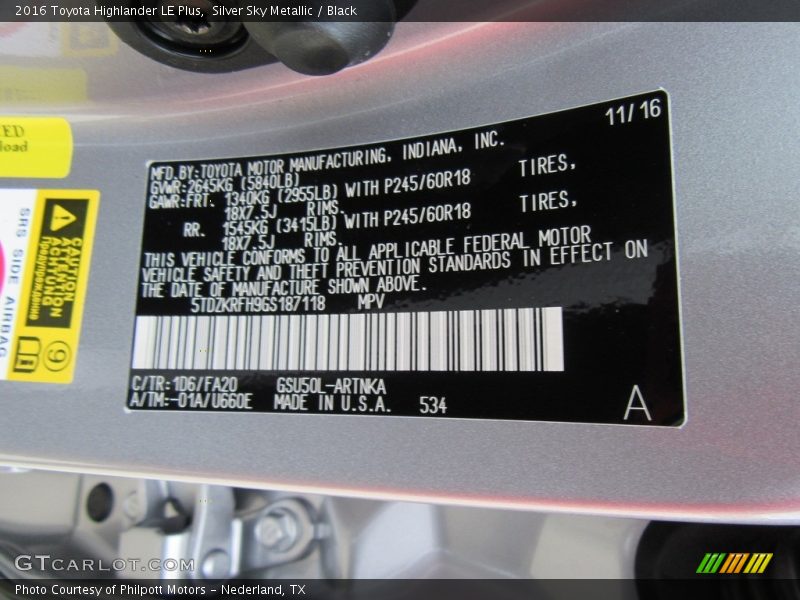 2016 Toyota Highlander LE Plus,  Silver Sky Metallic / Black
11/16
MFD.BY:TOYOTA MOTOR MANUFACTURING, INDIANA, INC.
GVWR:2645KG (5840LB)
GAWR:FRT. 1340KG (2955LB) WITH P245/60R18 TIRES,
18X7.5J RIMS.
RR. 1545KG (3415LB) WITH P245/60R18 TIRES,
18X7.5J RIMS.
THIS VEHICLE CONFORMS TO ALL APPLICABLE FEDERAL MOTOR
VEHICLE SAFETY AND THEFT PREVENTION STANDARDS IN EFFECT ON
THE DATE OF MANUFACTURE SHOWN ABOVE.
5TDZKRFH9GS187118 MPV
C/TR:1D6/FA20 GSU50L-ARTNKA
A/TM:-01A/U660E MADE IN U.S.A. 534
A
SRS SIDE AIRBAG
CAUTION
ATTENTION
9
load
GTCARLOT.COM
Photo Courtesy of Philpott Motors - Nederland, TX